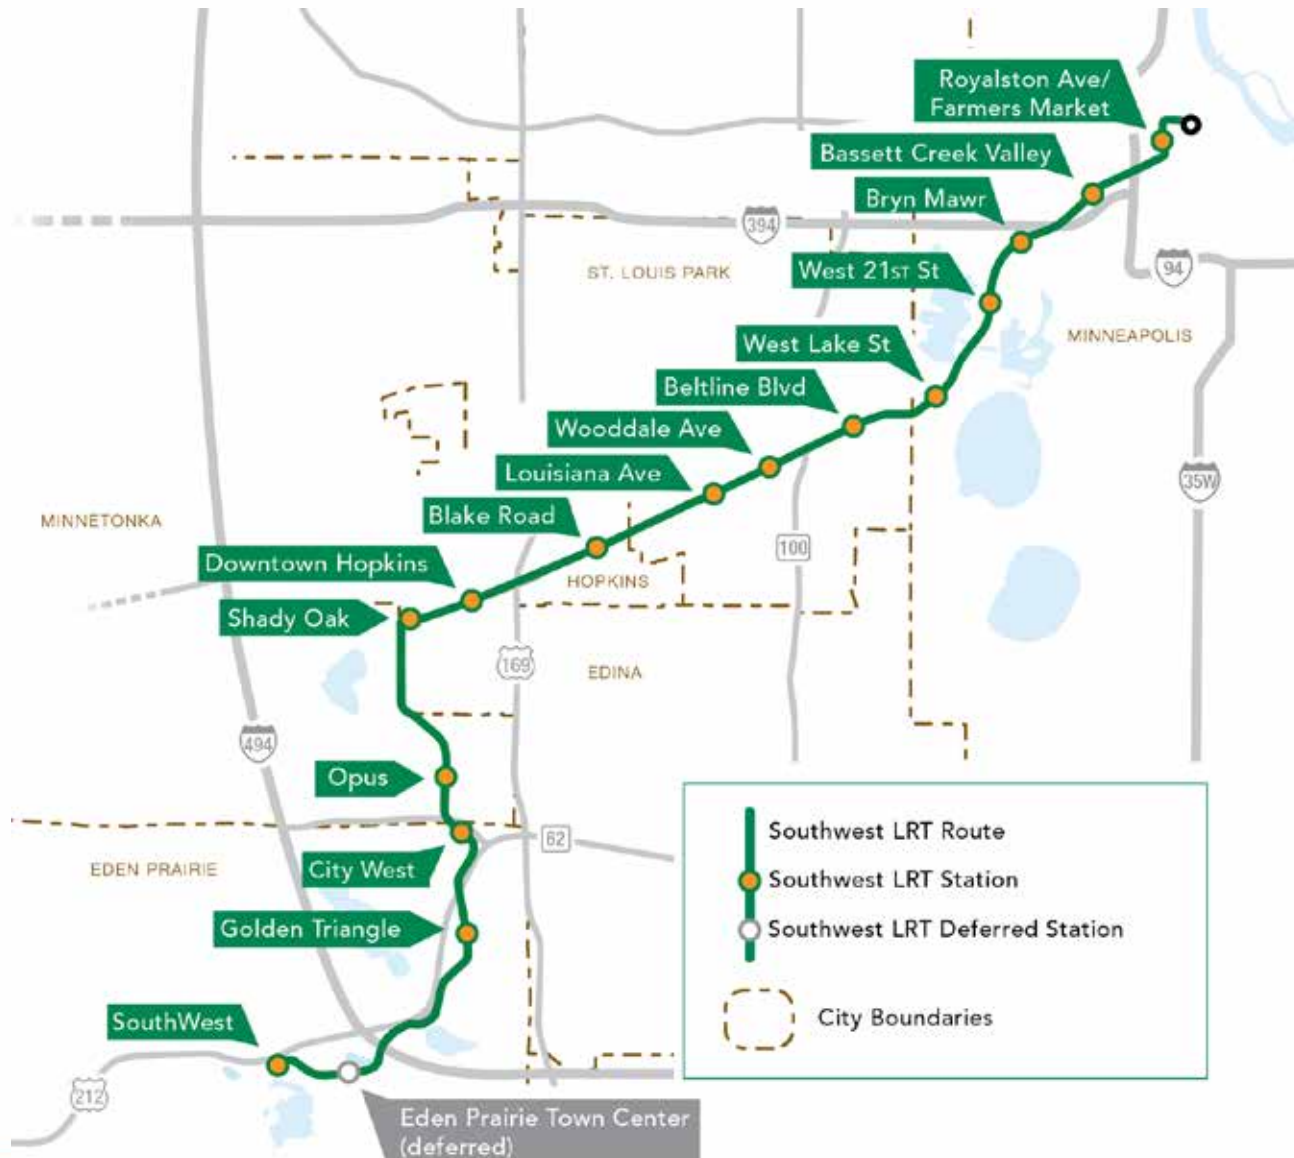 Royalston Ave/
Farmers Market
Bassett Creek Valley
Bryn Mawr
394
ST. LOUIS PARK
West 21ST St
94
MINNEAPOLIS
West Lake St
Beltline Blvd
Wooddale Ave
Louisiana Ave
35W
Blake Road
MINNETONKA
100
Downtown Hopkins
HOPKINS
Shady Oak
169
EDINA
494
Opus
62
EDEN PRAIRIE
City West
Golden Triangle
SouthWest
212
Eden Prairie Town Center
(deferred)
Southwest LRT Route
Southwest LRT Station
Southwest LRT Deferred Station
City Boundaries